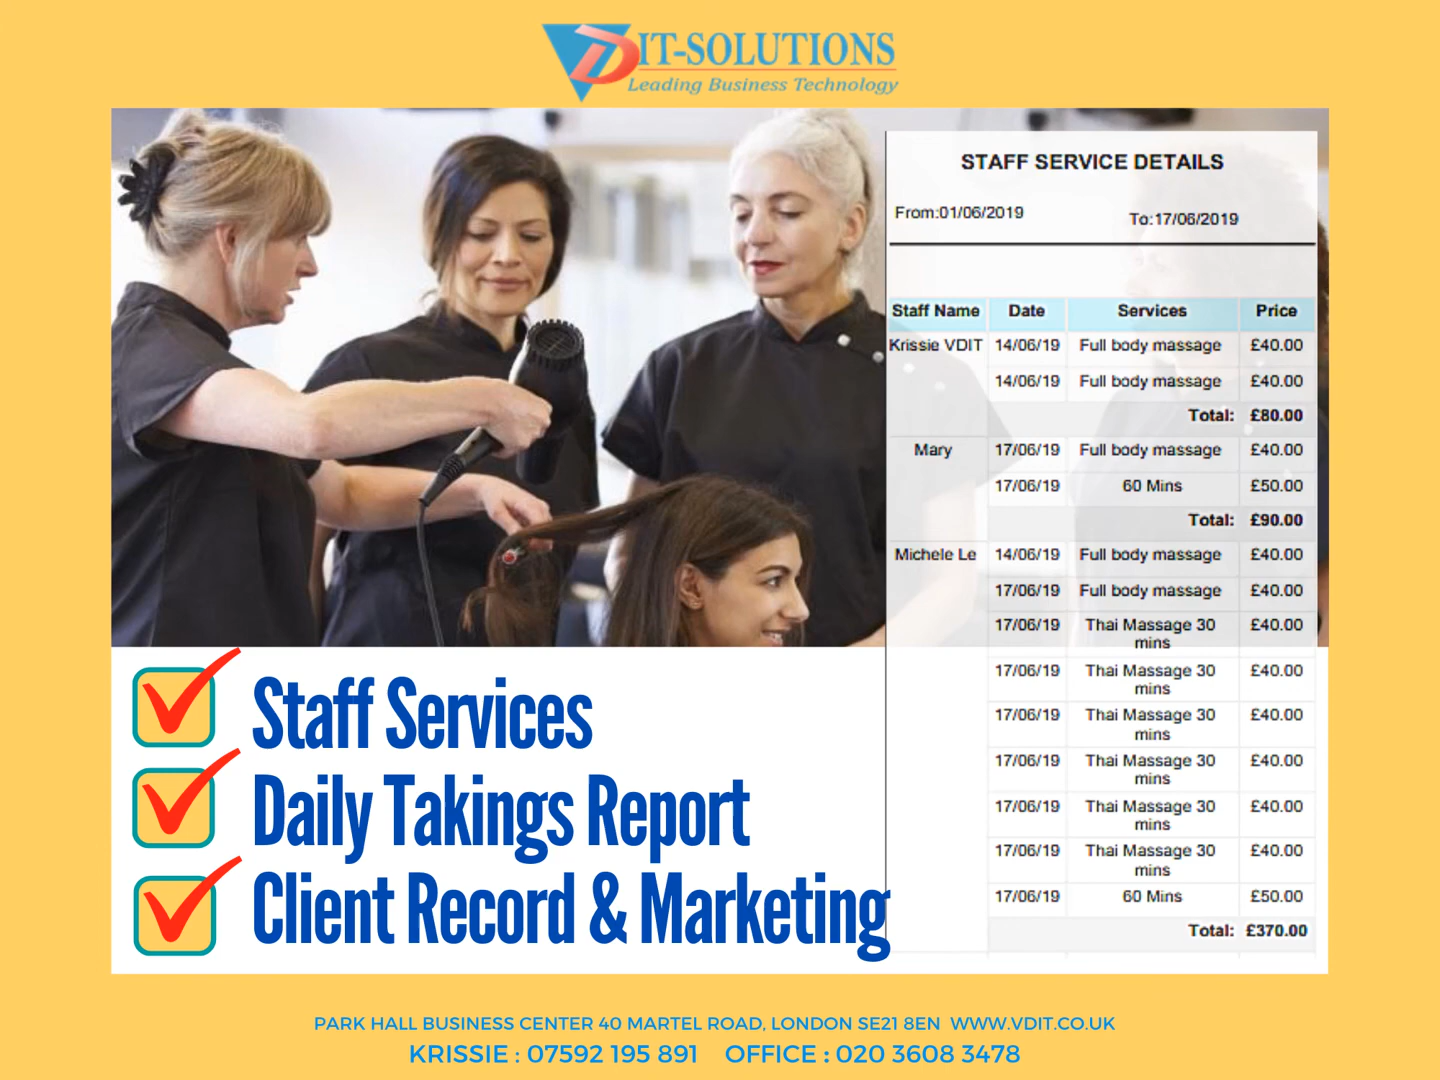 IT-SOLUTIONS
Leading Business Technology
STAFF SERVICE DETAILS
From:01/06/2019 To:17/06/2019
Staff Name Date Services Price
Krissie VDIT 14/06/19 Full body massage £40.00
14/06/19 Full body massage £40.00
Total: £80.00
Mary 17/06/19 Full body massage £40.00
17/06/19 60 Mins £50.00
Total: £90.00
Michele Le 14/06/19 Full body massage £40.00
17/06/19 Full body massage £40.00
17/06/19 Thai Massage 30 £40.00
mins
17/06/19 Thai Massage 30 £40.00
mins
17/06/19 Thai Massage 30 £40.00
mins
17/06/19 Thai Massage 30 £40.00
mins
17/06/19 Thai Massage 30 £40.00
mins
17/06/19 Thai Massage 30 £40.00
mins
17/06/19 60 Mins £50.00
Total: £370.00
Staff Services
Daily Takings Report
Client Record & Marketing
PARK HALL BUSINESS CENTER 40 MARTEL ROAD, LONDON SE21 8EN WWW.VDIT.CO.UK
KRISSIE : 07592 195 891 OFFICE : 020 3608 3478